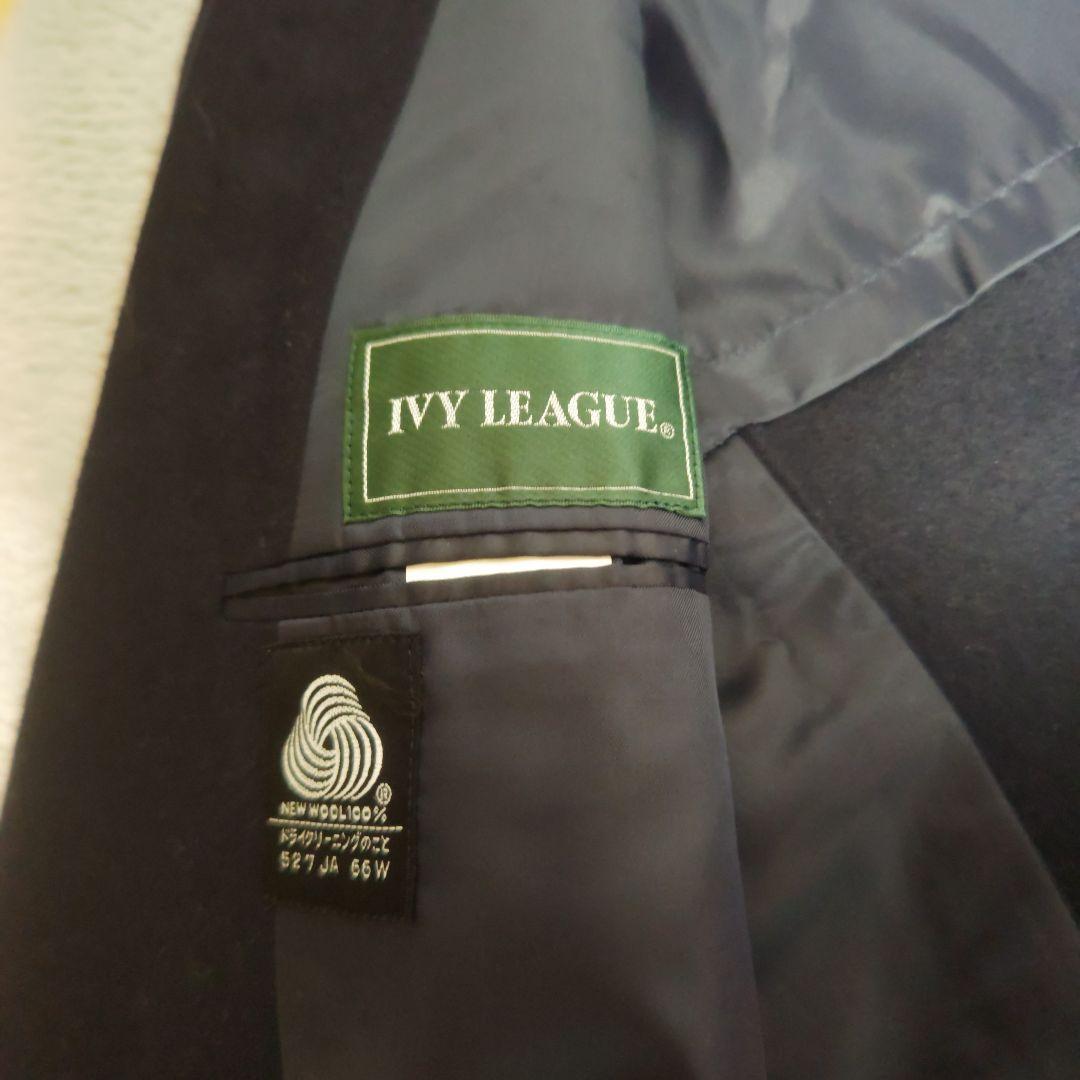 IVY LEAGUE®
®
NEW WOOL100%
ドライクリーニングのこと
527 JA 66W